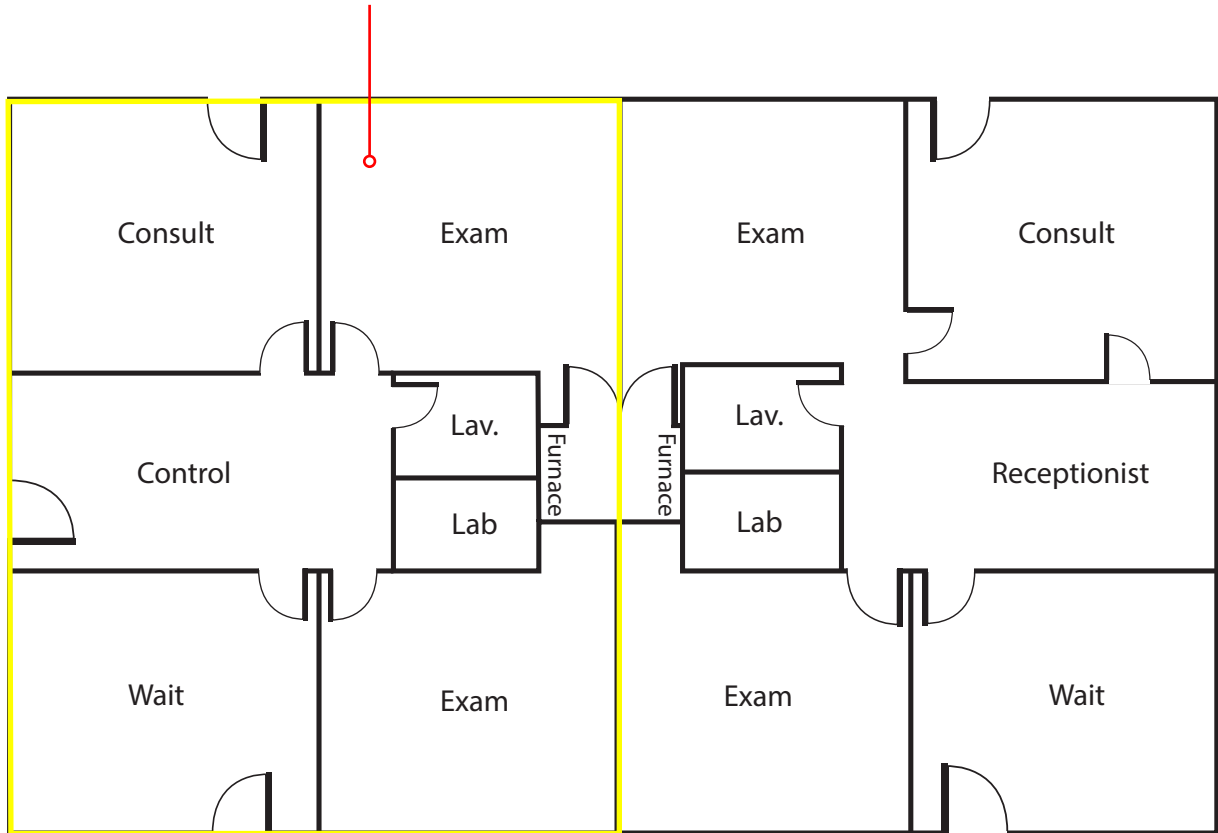 Consult
Exam
Exam
Consult
Lav.
Lav.
Furnace
Furnace
Control
Receptionist
Lab
Lab
Wait
Exam
Exam
Wait